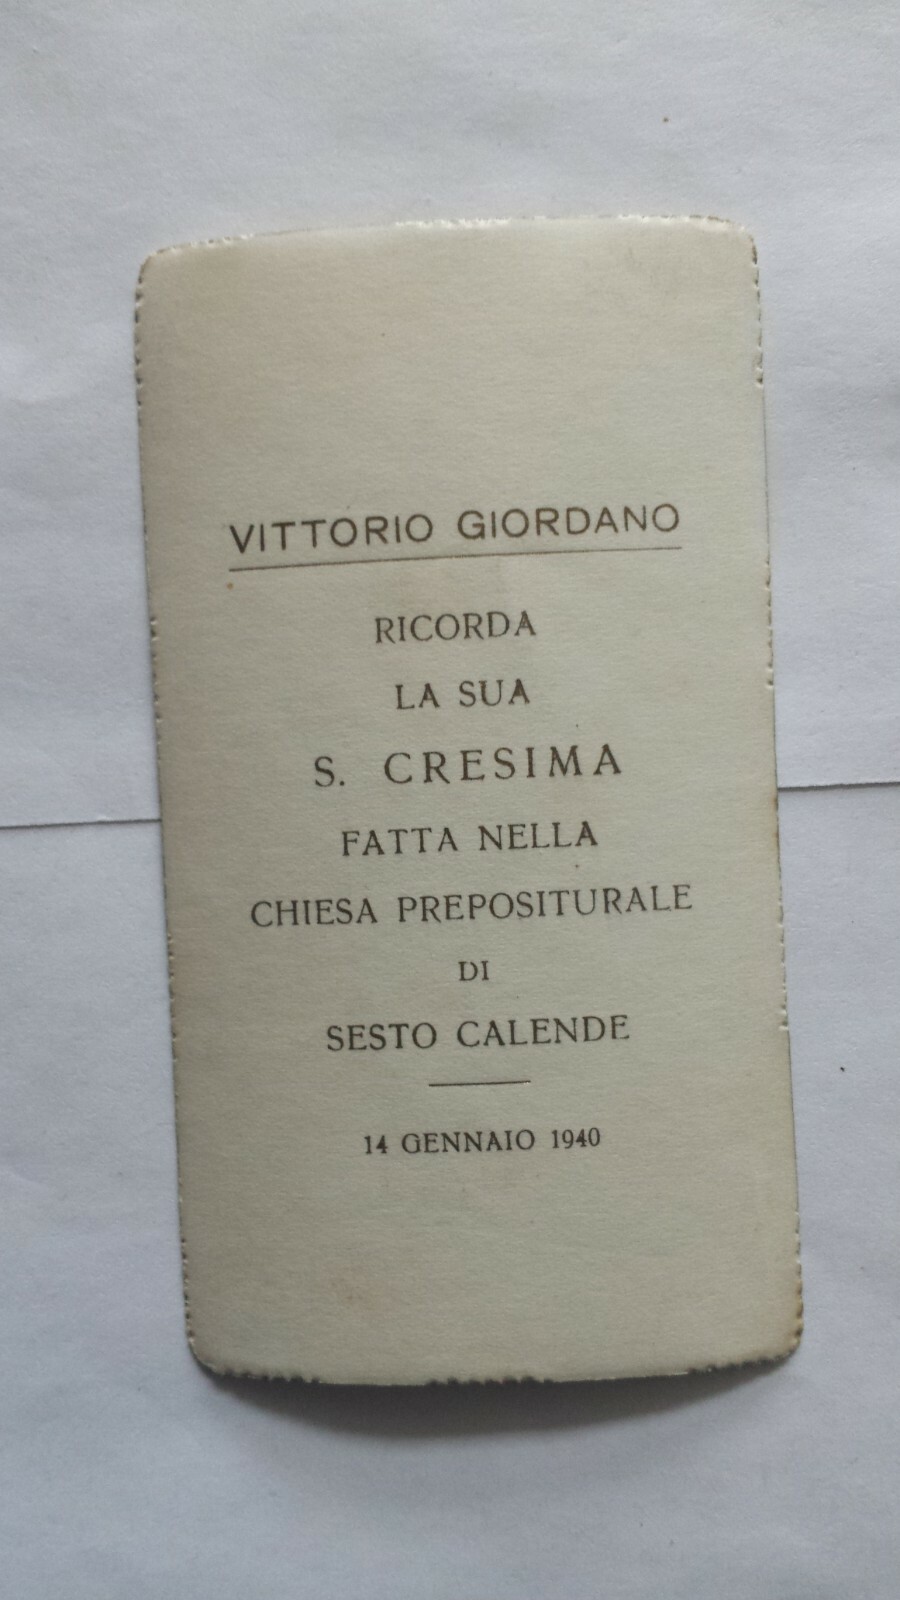 VITTORIO GIORDANO
RICORDA
LA SUA
S. CRESIMA
FATTA NELLA
CHIESA PREPOSITURALE
DI
SESTO CALENDE
14 GENNAIO 1940